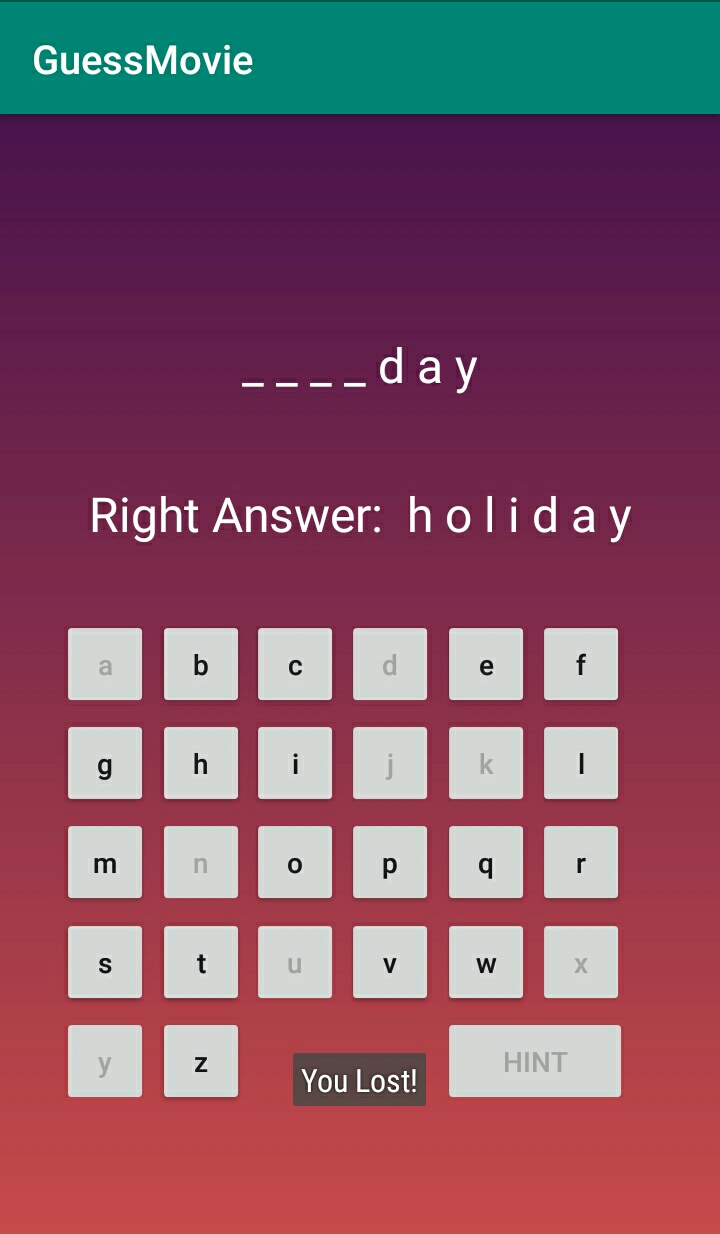 GuessMovie
_ _ _ _ d a y
Right Answer: h o l i d a y
a b c d e f
g h i j k l
m n o p q r
s t u v w x
y z HINT
You Lost!